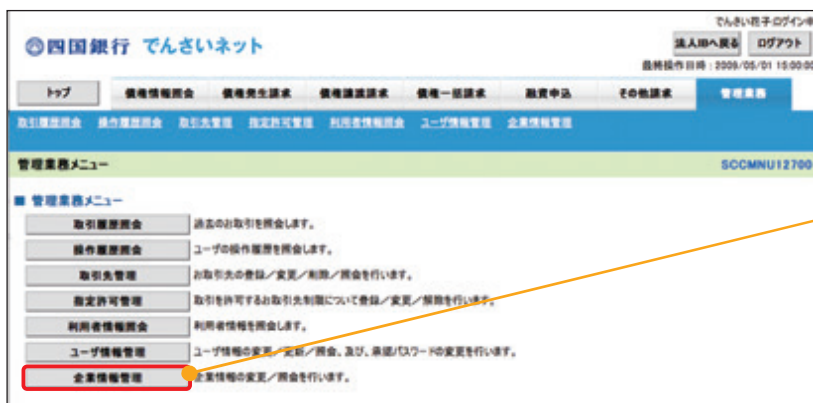 でんさい花子:ログイン中
四国銀行 でんさいネット
法人IBへ戻る ログアウト
最終操作日時:2009/05/01 15:00:00
トップ 債権情報照会 債権発生請求 債権譲渡請求 債権一括請求 融資申込 その他請求 管理業務
取引履歴照会 操作履歴照会 取引先管理 指定許可管理 利用者情報照会 ユーザ情報管理 企業情報管理
管理業務メニュー SCCMNU12700
■ 管理業務メニュー
取引履歴照会 過去のお取引を照会します。
操作履歴照会 ユーザの操作履歴を照会します。
取引先管理 お取引先の登録/変更/削除/照会を行います。
指定許可管理 取引を許可するお取引先制限について登録/変更/解除を行います。
利用者情報照会 利用者情報を照会します。
ユーザ情報管理 ユーザ情報の変更/更新/照会、及び、承認パスワードの変更を行います。
企業情報管理 企業情報の変更/照会を行います。